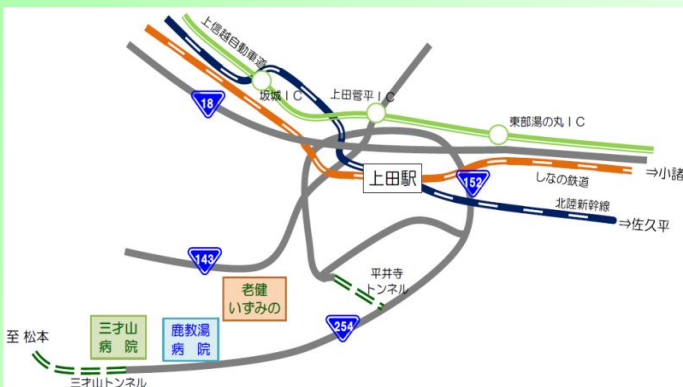 上信越自動車道
18
坂城IC
上田菅平IC
東部湯の丸IC
上田駅
152
しなの鉄道
⇒小諸
北陸新幹線
⇒佐久平
143
老健
いずみの
平井寺
トンネル
254
三才山
病　院
鹿教湯
病　院
至 松本
三才山トンネル